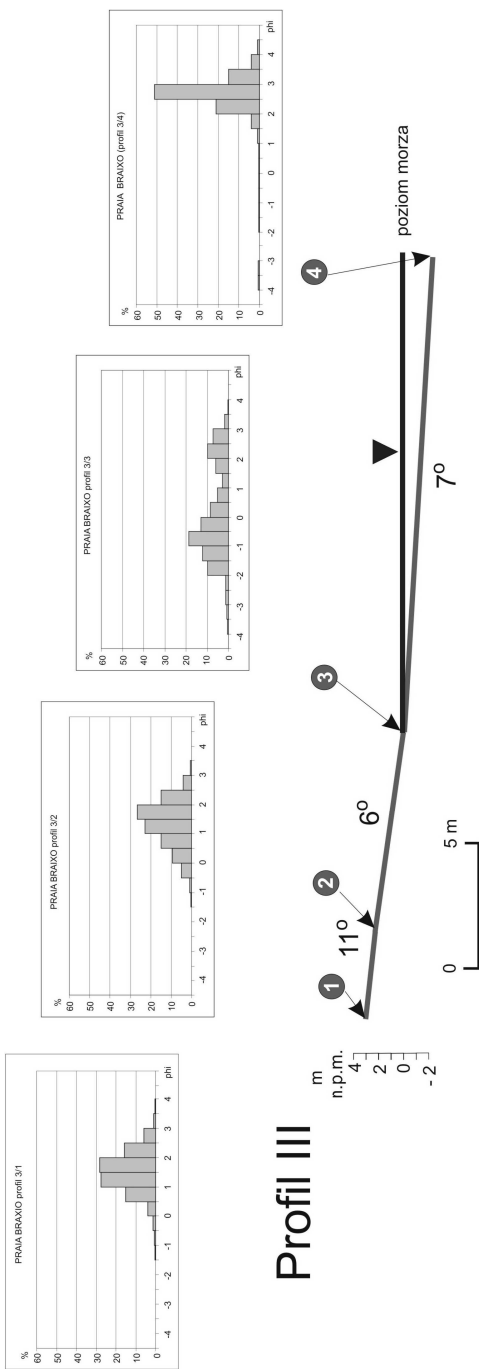 PRAIA BRAXIO profil 3/1
%
60
50
40
30
20
10
0
-4 -3 -2 -1 0 1 2 3 4 phi
PRAIA BRAIXO profil 3/2
%
60
50
40
30
20
10
0
-4 -3 -2 -1 0 1 2 3 4 phi
PRAIA BRAIXO profil 3/3
%
60
50
40
30
20
10
0
-4 -3 -2 -1 0 1 2 3 4 phi
PRAIA BRAIXO (profil 3/4)
%
60
50
40
30
20
10
0
-4 -3 -2 -1 0 1 2 3 4 phi
Profil III
m
n.p.m.
4
2
0
- 2
1
11º
2
6º
3
7º
4
poziom morza
0 5 m